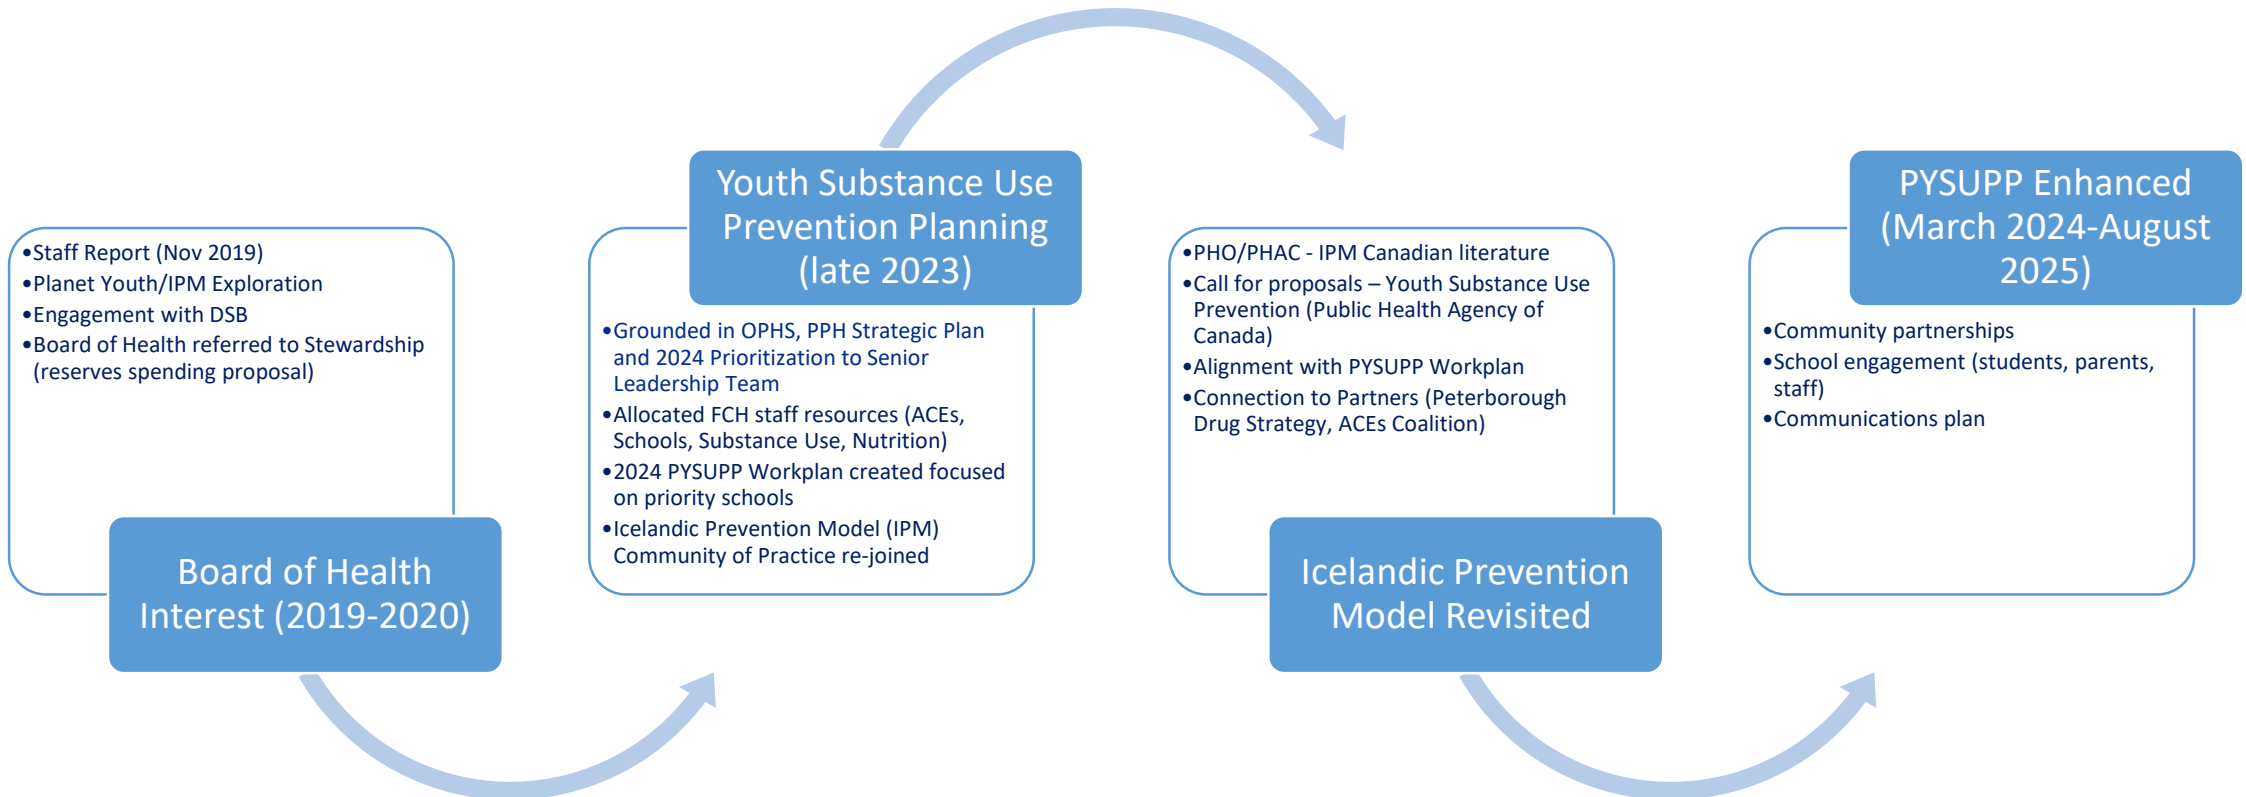 •Staff Report (Nov 2019)
•Planet Youth/IPM Exploration
•Engagement with DSB
•Board of Health referred to Stewardship
(reserves spending proposal)
Board of Health
Interest (2019-2020)
Youth Substance Use
Prevention Planning
(late 2023)
•Grounded in OPHS, PPH Strategic Plan
and 2024 Prioritization to Senior
Leadership Team
•Allocated FCH staff resources (ACEs,
Schools, Substance Use, Nutrition)
•2024 PYSUPP Workplan created focused
on priority schools
•Icelandic Prevention Model (IPM)
Community of Practice re-joined
•PHO/PHAC - IPM Canadian literature
•Call for proposals – Youth Substance Use
Prevention (Public Health Agency of
Canada)
•Alignment with PYSUPP Workplan
•Connection to Partners (Peterborough
Drug Strategy, ACEs Coalition)
Icelandic Prevention
Model Revisited
PYSUPP Enhanced
(March 2024-August
2025)
•Community partnerships
•School engagement (students, parents,
staff)
•Communications plan